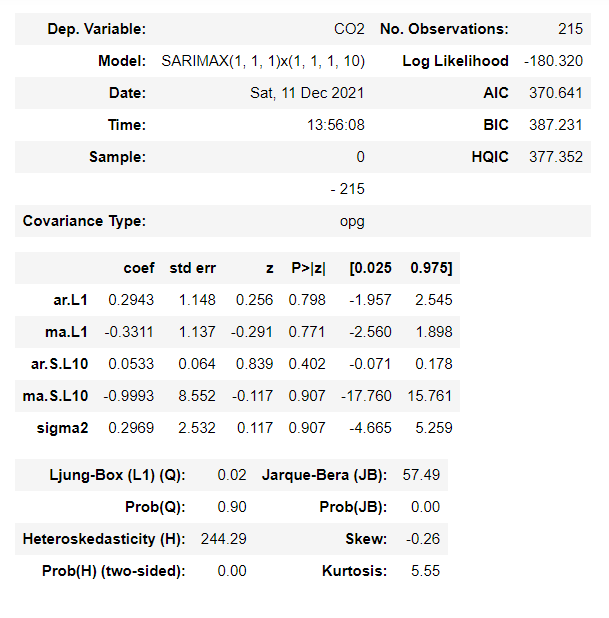 Dep. Variable: CO2 No. Observations: 215
Model: SARIMAX(1, 1, 1)x(1, 1, 1, 10) Log Likelihood -180.320
Date: Sat, 11 Dec 2021 AIC 370.641
Time: 13:56:08 BIC 387.231
Sample: 0 HQIC 377.352
- 215
Covariance Type: opg
coef std err z P>|z| [0.025 0.975]
ar.L1 0.2943 1.148 0.256 0.798 -1.957 2.545
ma.L1 -0.3311 1.137 -0.291 0.771 -2.560 1.898
ar.S.L10 0.0533 0.064 0.839 0.402 -0.071 0.178
ma.S.L10 -0.9993 8.552 -0.117 0.907 -17.760 15.761
sigma2 0.2969 2.532 0.117 0.907 -4.665 5.259
Ljung-Box (L1) (Q): 0.02 Jarque-Bera (JB): 57.49
Prob(Q): 0.90 Prob(JB): 0.00
Heteroskedasticity (H): 244.29 Skew: -0.26
Prob(H) (two-sided): 0.00 Kurtosis: 5.55